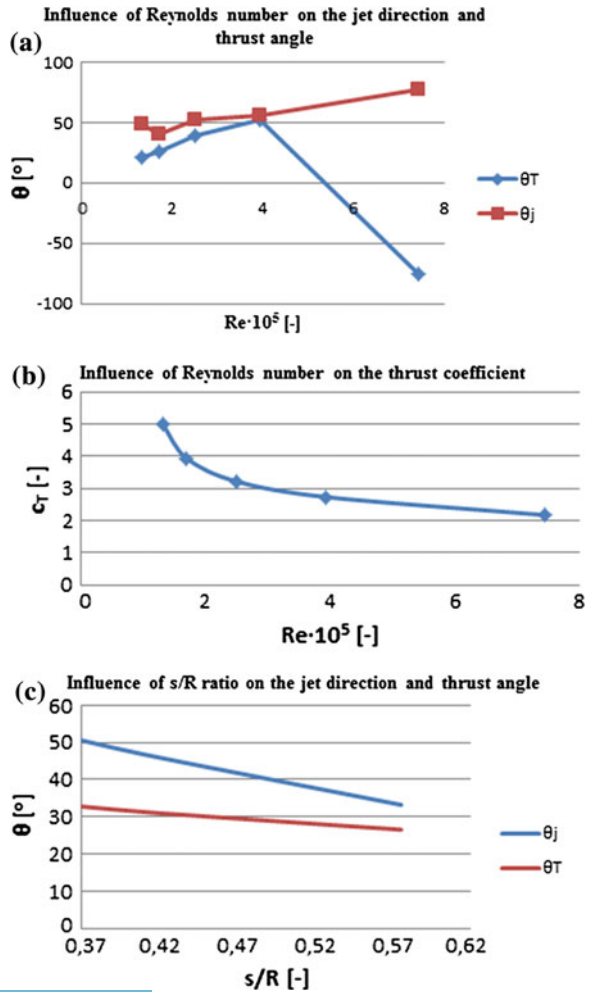 Influence of Reynolds number on the jet direction and
thrust angle
(a)
100
50
0
-50
-100
θ [°]
0 2 4 6 8
Re·10⁵ [-]
θT
θj
(b)
Influence of Reynolds number on the thrust coefficient
6
5
4
3
2
1
0
cT [-]
0 2 4 6 8
Re·10⁵ [-]
(c)
Influence of s/R ratio on the jet direction and thrust angle
60
50
40
30
20
10
0
θ [°]
0,37 0,42 0,47 0,52 0,57 0,62
s/R [-]
θj
θT